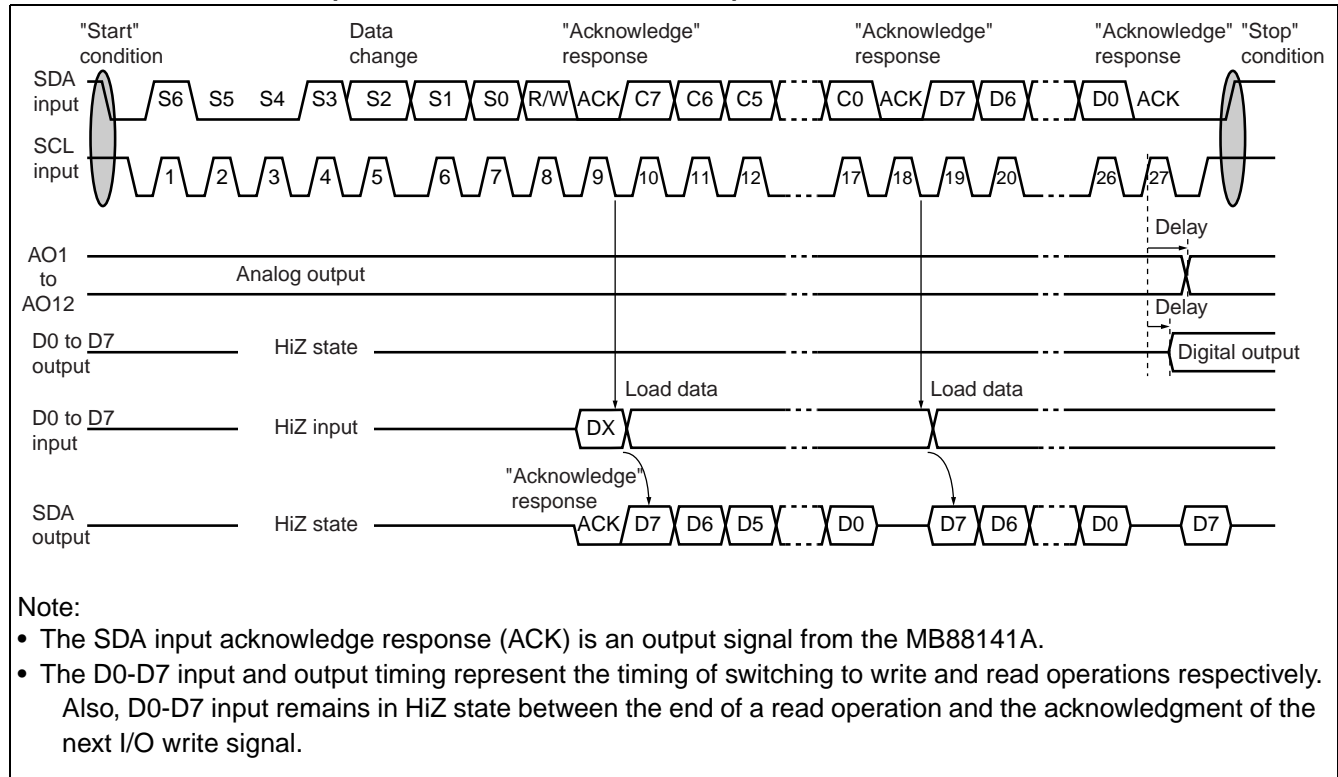 "Start" condition
Data change
"Acknowledge" response
"Acknowledge" response
"Acknowledge" response
"Stop" condition
SDA input
S6 S5 S4 S3 S2 S1 S0 R/W ACK C7 C6 C5 C0 ACK D7 D6 D0 ACK
SCL input
1 2 3 4 5 6 7 8 9 10 11 12 17 18 19 20 26 27
Delay
AO1 to AO12
Analog output
Delay
D0 to D7 output
HiZ state
Digital output
Load data
Load data
D0 to D7 input
HiZ input
DX
"Acknowledge" response
SDA output
HiZ state
ACK D7 D6 D5 D0 D7 D6 D0 D7
Note:
• The SDA input acknowledge response (ACK) is an output signal from the MB88141A.
• The D0-D7 input and output timing represent the timing of switching to write and read operations respectively.
Also, D0-D7 input remains in HiZ state between the end of a read operation and the acknowledgment of the
next I/O write signal.